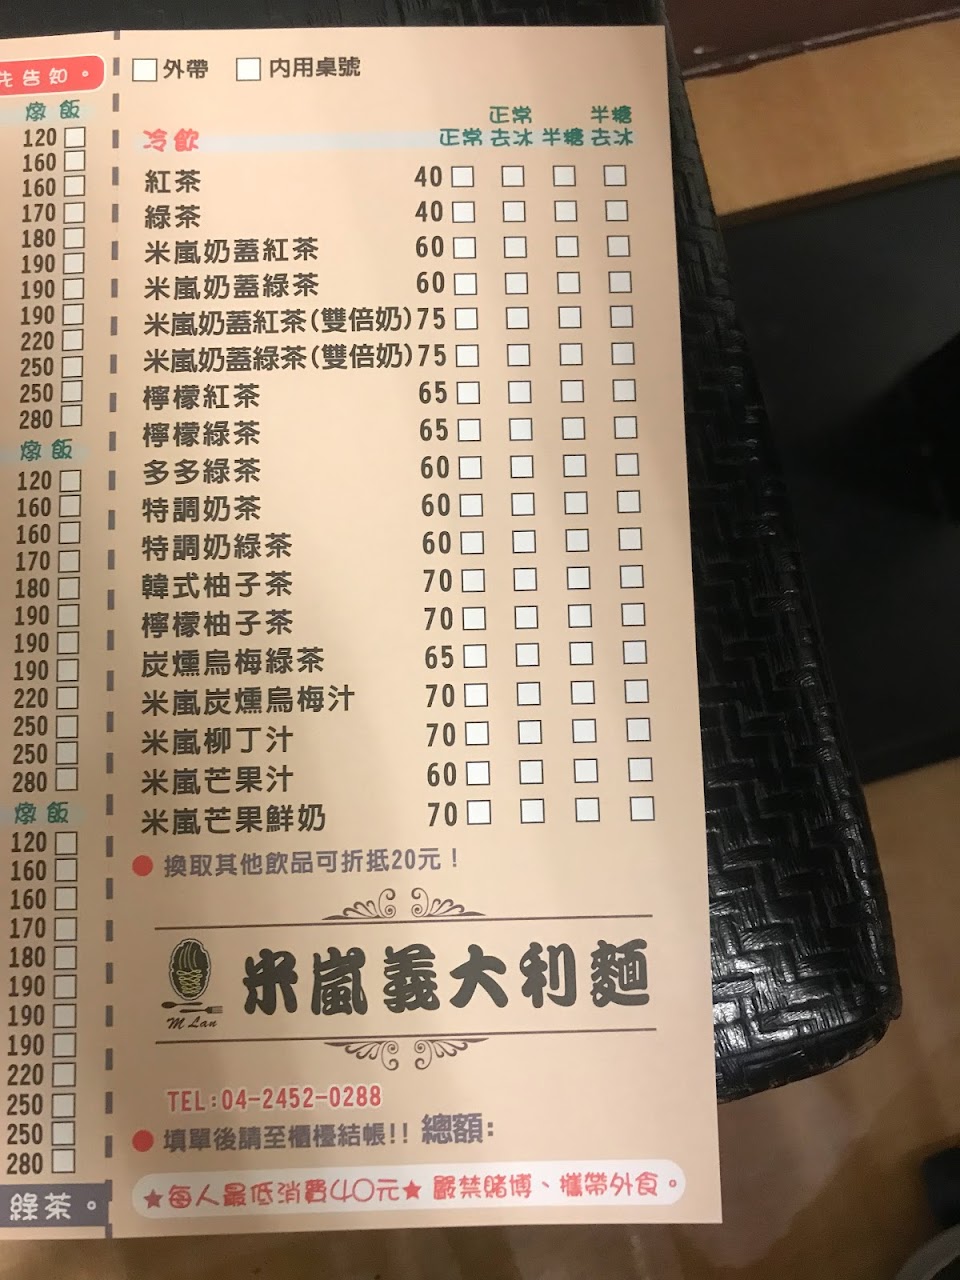 先告知。
燉飯
120
160
160
170
180
190
190
190
220
250
250
280
燉飯
120
160
160
170
180
190
190
190
220
250
250
280
燉飯
120
160
160
170
180
190
190
190
220
250
250
280
綠茶。
外帶 內用桌號
正常 半糖
冷飲 正常 去冰 半糖 去冰
紅茶 40
綠茶 40
米嵐奶蓋紅茶 60
米嵐奶蓋綠茶 60
米嵐奶蓋紅茶(雙倍奶) 75
米嵐奶蓋綠茶(雙倍奶) 75
檸檬紅茶 65
檸檬綠茶 65
多多綠茶 60
特調奶茶 60
特調奶綠茶 60
韓式柚子茶 70
檸檬柚子茶 70
炭燻烏梅綠茶 65
米嵐炭燻烏梅汁 70
米嵐柳丁汁 70
米嵐芒果汁 60
米嵐芒果鮮奶 70
● 換取其他飲品可折抵20元！
米嵐義大利麵
M Lan
TEL:04-2452-0288
● 填單後請至櫃檯結帳!! 總額:
★每人最低消費40元★ 嚴禁賭博、攜帶外食。